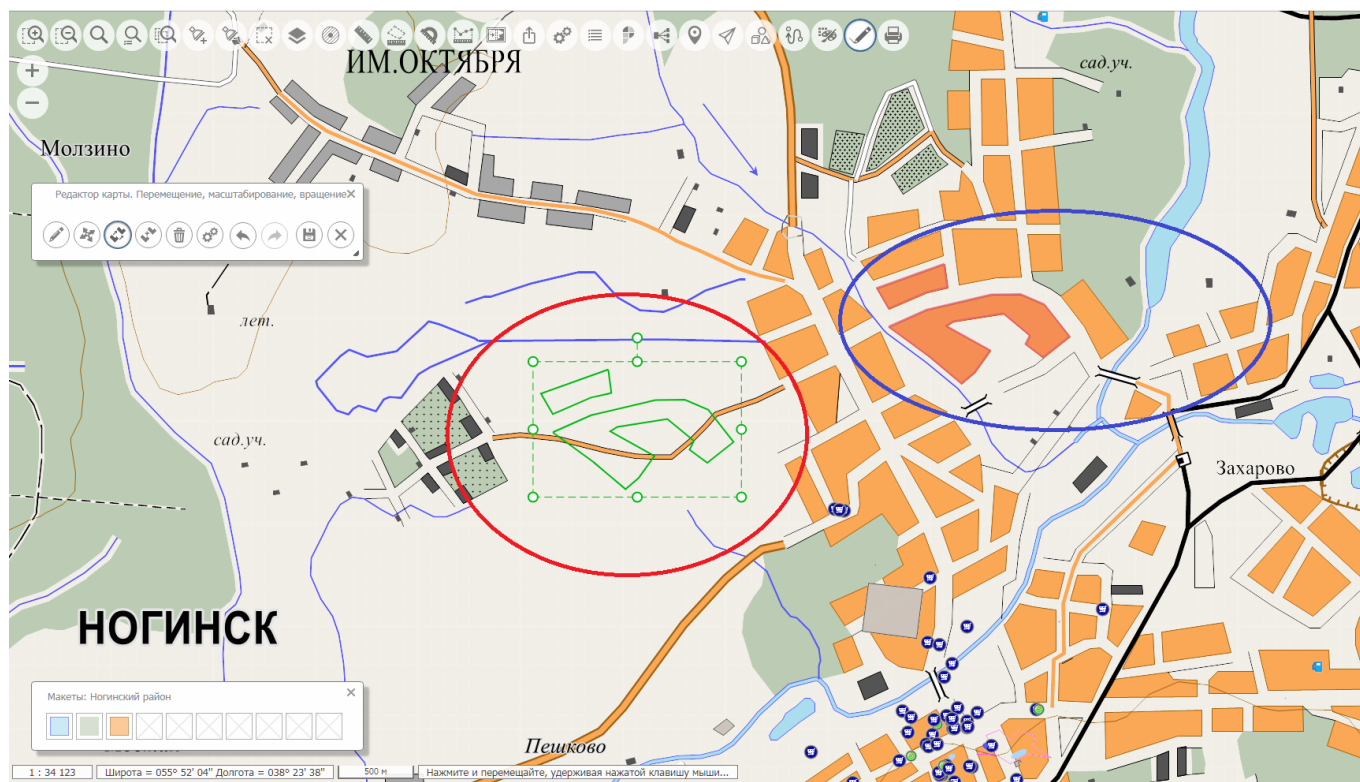 ИМ.ОКТЯБРЯ
сад.уч.
Молзино
Редактор карты. Перемещение, масштабирование, вращение
лет.
сад.уч.
Захарово
НОГИНСК
Макеты: Ногинский район
Пешково
1 : 34 123
Широта = 055° 52' 04" Долгота = 038° 23' 38"
500 м
Нажмите и перемещайте, удерживая нажатой клавишу мыши...